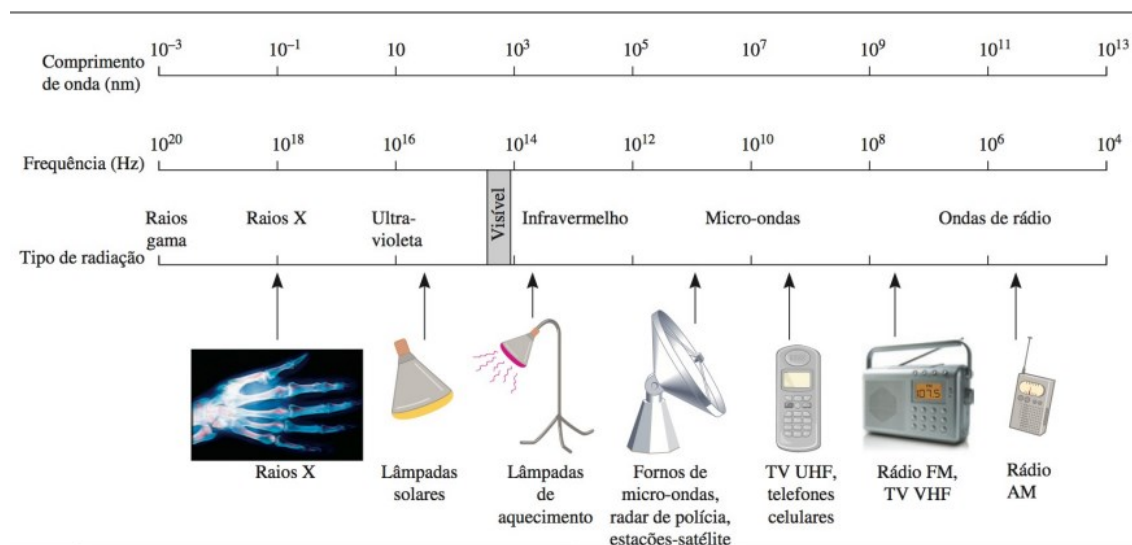 10⁻³ 10⁻¹ 10 10³ 10⁵ 10⁷ 10⁹ 10¹¹ 10¹³
Comprimento
de onda (nm)
10²⁰ 10¹⁸ 10¹⁶ 10¹⁴ 10¹² 10¹⁰ 10⁸ 10⁶ 10⁴
Frequência (Hz)
Raios
gama
Raios X
Ultra-
violeta
Visível
Infravermelho
Micro-ondas
Ondas de rádio
Tipo de radiação
107.5
Raios X
Lâmpadas
solares
Lâmpadas
de
aquecimento
Fornos de
micro-ondas,
radar de polícia,
estações-satélite
TV UHF,
telefones
celulares
Rádio FM,
TV VHF
Rádio
AM